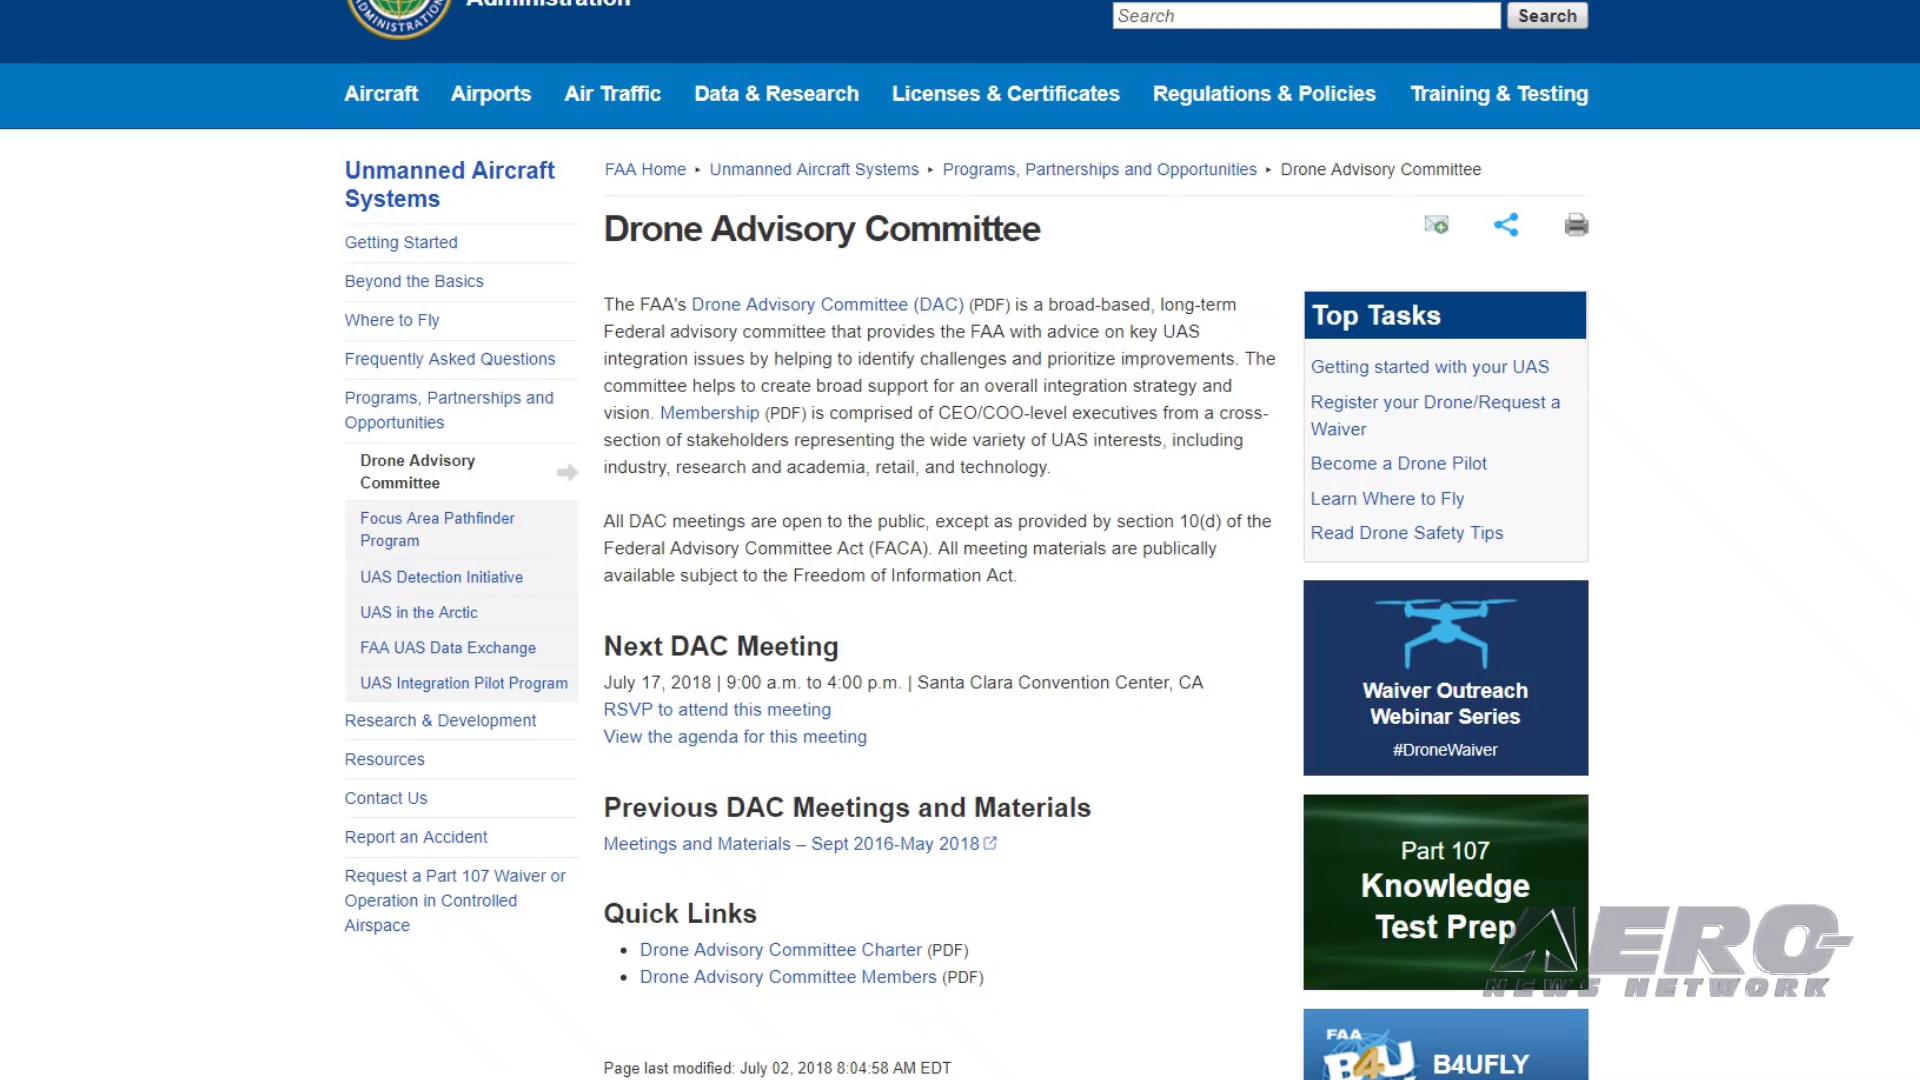 Administration
ADMINISTRATION
Search
Search
Aircraft
Airports
Air Traffic
Data & Research
Licenses & Certificates
Regulations & Policies
Training & Testing
Unmanned Aircraft
Systems
Getting Started
Beyond the Basics
Where to Fly
Frequently Asked Questions
Programs, Partnerships and
Opportunities
Drone Advisory
Committee
Focus Area Pathfinder
Program
UAS Detection Initiative
UAS in the Arctic
FAA UAS Data Exchange
UAS Integration Pilot Program
Research & Development
Resources
Contact Us
Report an Accident
Request a Part 107 Waiver or
Operation in Controlled
Airspace
FAA Home ▸ Unmanned Aircraft Systems ▸ Programs, Partnerships and Opportunities ▸ Drone Advisory Committee
Drone Advisory Committee
The FAA's Drone Advisory Committee (DAC) (PDF) is a broad-based, long-term
Federal advisory committee that provides the FAA with advice on key UAS
integration issues by helping to identify challenges and prioritize improvements. The
committee helps to create broad support for an overall integration strategy and
vision. Membership (PDF) is comprised of CEO/COO-level executives from a cross-
section of stakeholders representing the wide variety of UAS interests, including
industry, research and academia, retail, and technology.
All DAC meetings are open to the public, except as provided by section 10(d) of the
Federal Advisory Committee Act (FACA). All meeting materials are publically
available subject to the Freedom of Information Act.
Next DAC Meeting
July 17, 2018 | 9:00 a.m. to 4:00 p.m. | Santa Clara Convention Center, CA
RSVP to attend this meeting
View the agenda for this meeting
Previous DAC Meetings and Materials
Meetings and Materials – Sept 2016-May 2018
Quick Links
• Drone Advisory Committee Charter (PDF)
• Drone Advisory Committee Members (PDF)
Page last modified: July 02, 2018 8:04:58 AM EDT
Top Tasks
Getting started with your UAS
Register your Drone/Request a
Waiver
Become a Drone Pilot
Learn Where to Fly
Read Drone Safety Tips
Waiver Outreach
Webinar Series
#DroneWaiver
Part 107
Knowledge
Test Prep
AERO-
NEWS NETWORK
FAA
B4U
B4UFLY